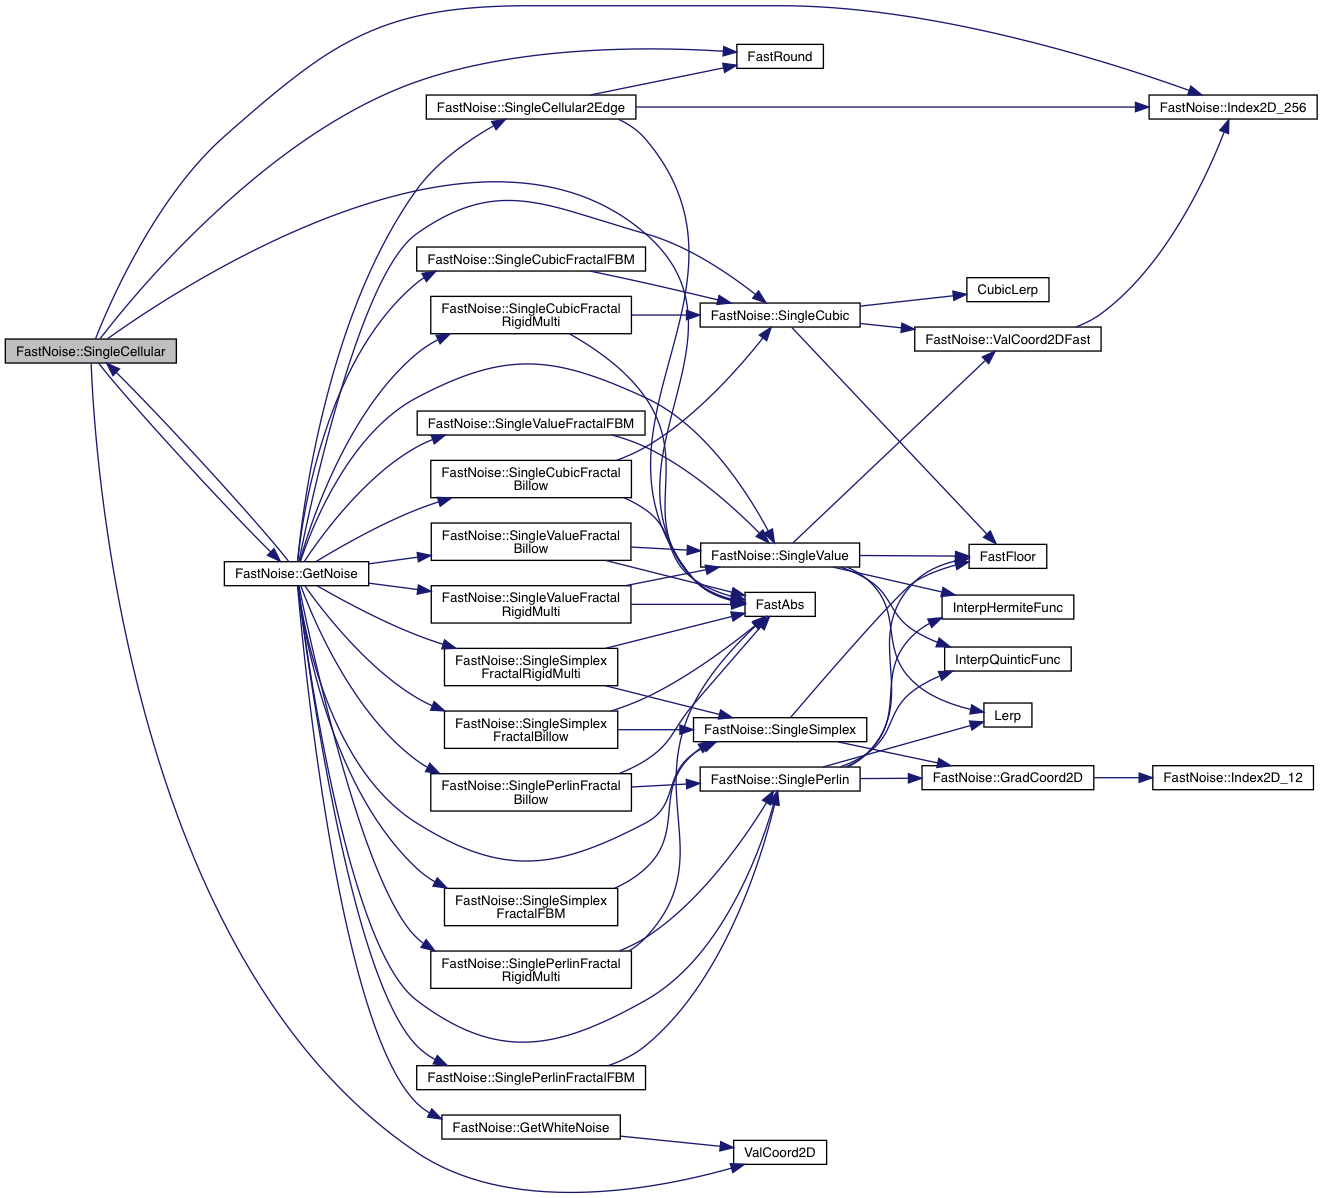 FastRound
FastNoise::SingleCellular2Edge
FastNoise::Index2D_256
FastNoise::SingleCubicFractalFBM
CubicLerp
FastNoise::SingleCubicFractal
RigidMulti
FastNoise::SingleCubic
FastNoise::ValCoord2DFast
FastNoise::SingleCellular
FastNoise::SingleValueFractalFBM
FastNoise::SingleCubicFractal
Billow
FastNoise::SingleValueFractal
Billow
FastNoise::SingleValue
FastFloor
FastNoise::GetNoise
FastNoise::SingleValueFractal
RigidMulti
FastAbs
InterpHermiteFunc
FastNoise::SingleSimplex
FractalRigidMulti
InterpQuinticFunc
FastNoise::SingleSimplex
FractalBillow
FastNoise::SingleSimplex
Lerp
FastNoise::SinglePerlinFractal
Billow
FastNoise::SinglePerlin
FastNoise::GradCoord2D
FastNoise::Index2D_12
FastNoise::SingleSimplex
FractalFBM
FastNoise::SinglePerlinFractal
RigidMulti
FastNoise::SinglePerlinFractalFBM
FastNoise::GetWhiteNoise
ValCoord2D